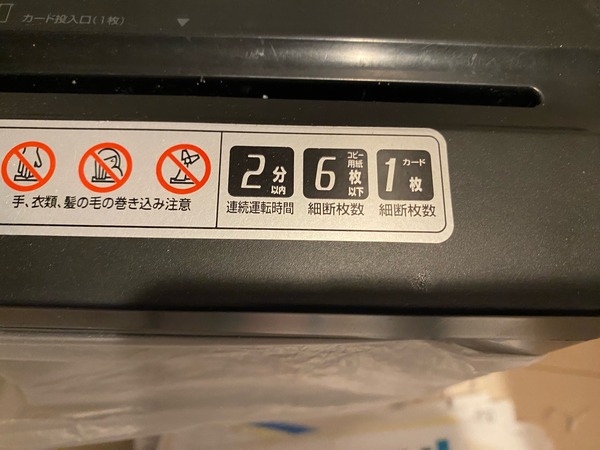 カード投入口(1枚)
手、衣類、髪の毛の巻き込み注意
2分以内
連続運転時間
コピー用紙
6枚以下
細断枚数
カード
1枚
細断枚数